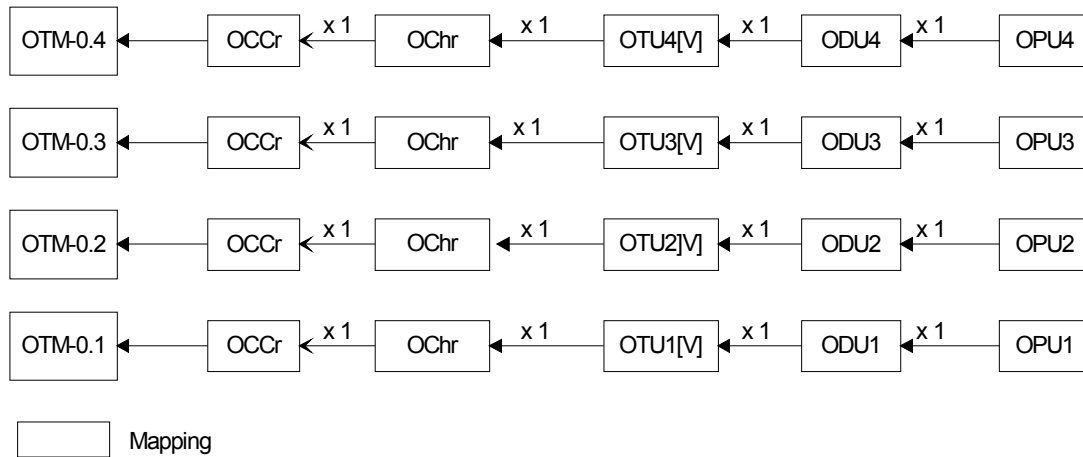 OTM-0.4 OCCr x 1 OChr x 1 OTU4[V] x 1 ODU4 x 1 OPU4
OTM-0.3 OCCr x 1 OChr x 1 OTU3[V] x 1 ODU3 x 1 OPU3
OTM-0.2 OCCr x 1 OChr x 1 OTU2]V] x 1 ODU2 x 1 OPU2
OTM-0.1 OCCr x 1 OChr x 1 OTU1[V] x 1 ODU1 x 1 OPU1
Mapping